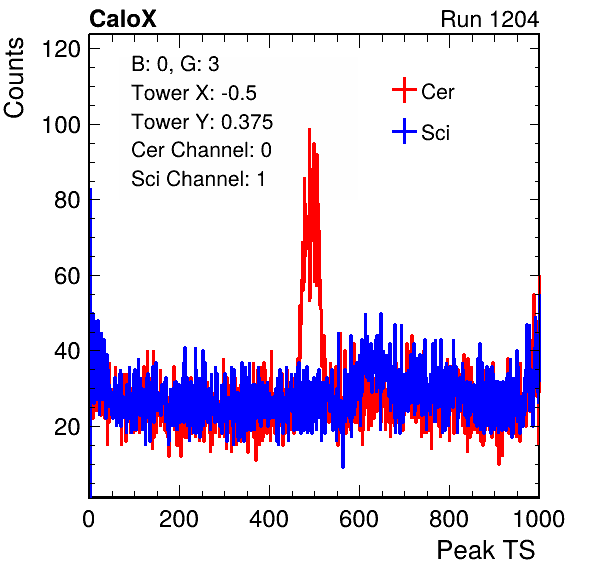 CaloX Run 1204
Counts
120
100
80
60
40
20
B: 0, G: 3
Tower X: -0.5
Tower Y: 0.375
Cer Channel: 0
Sci Channel: 1
Cer
Sci
0 200 400 600 800 1000
Peak TS